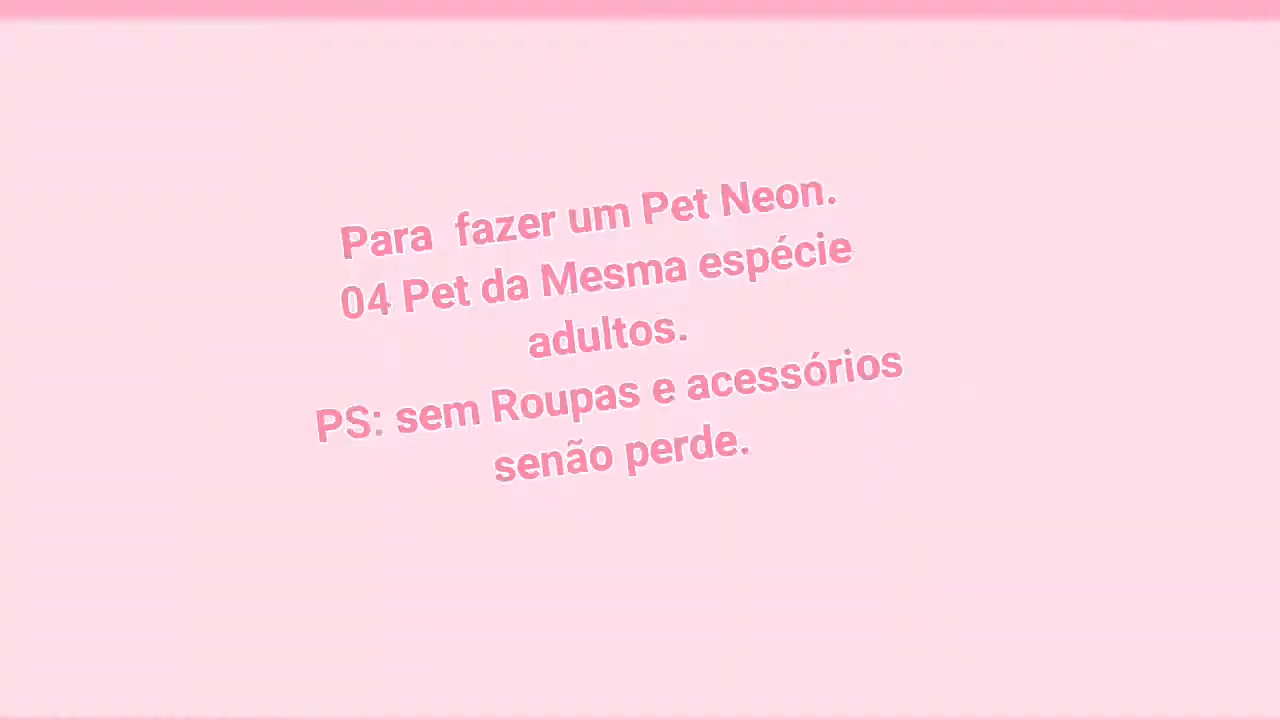 Para fazer um Pet Neon.
04 Pet da Mesma espécie
adultos.
PS: sem Roupas e acessórios
senão perde.